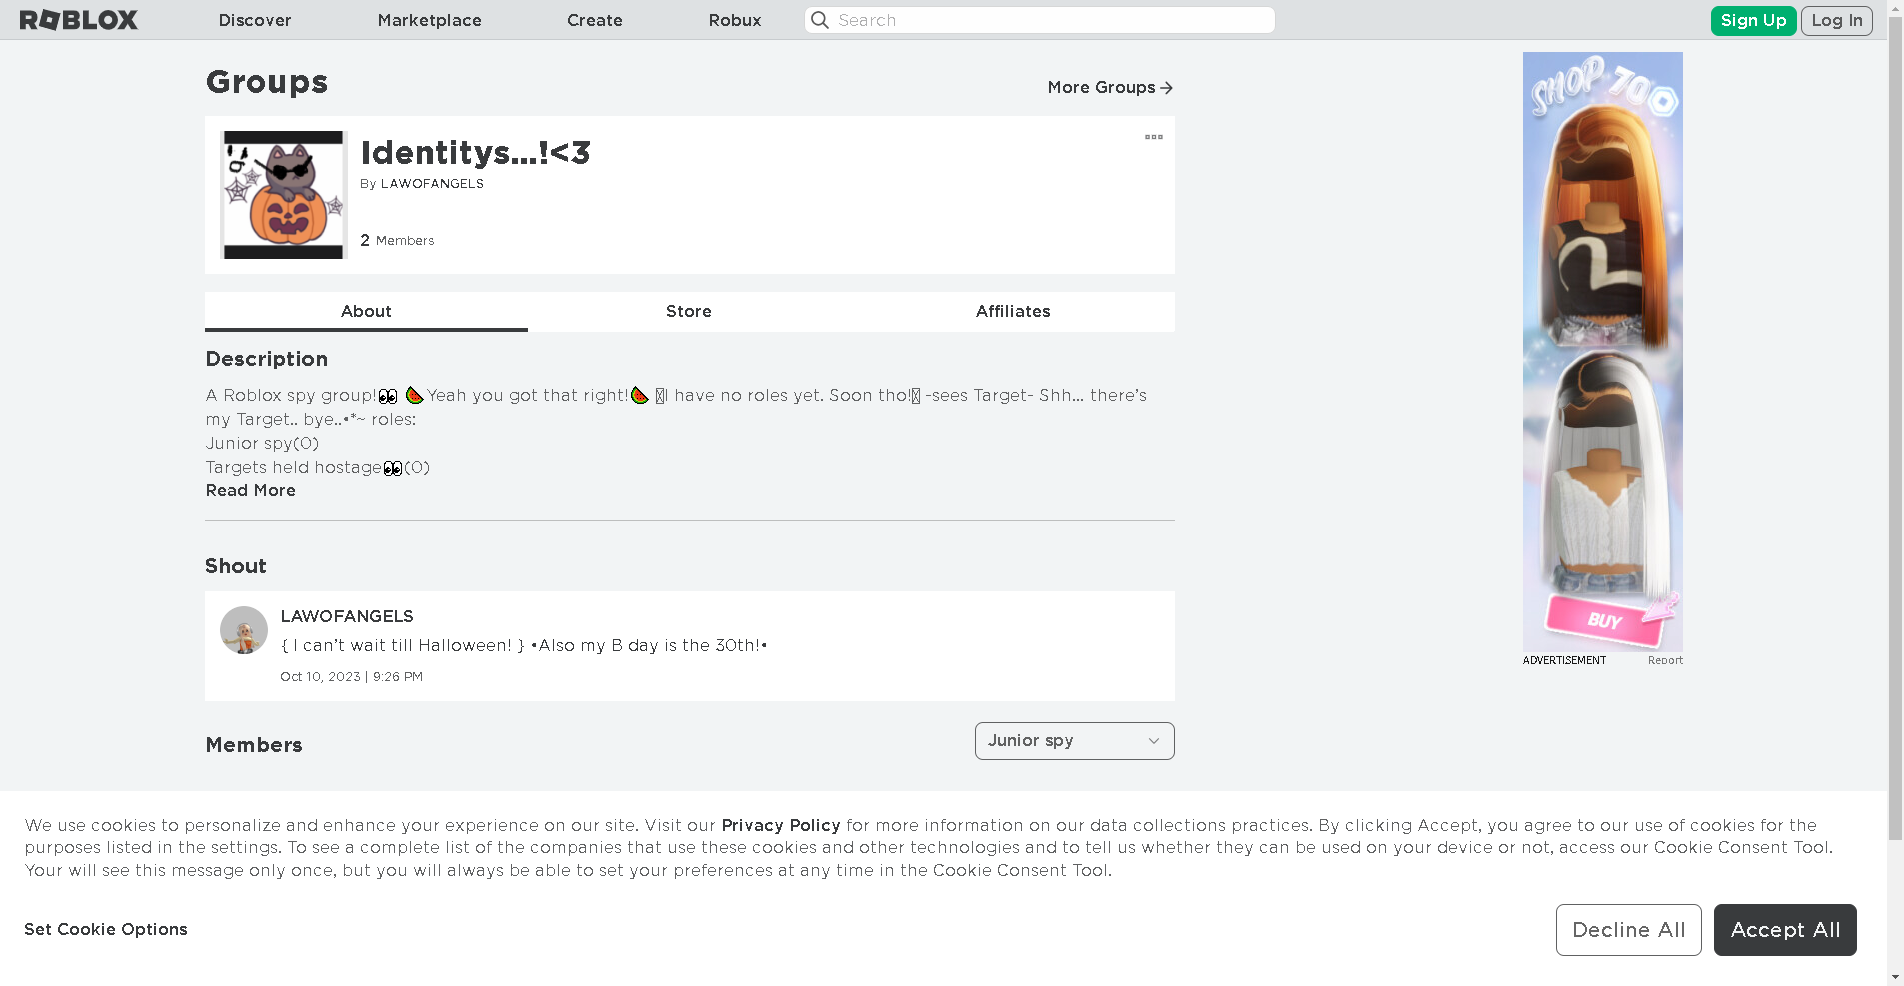 ROBLOX
Discover
Marketplace
Create
Robux
Search
Sign Up
Log In
Groups
More Groups
Identitys...!<3
By LAWOFANGELS
2 Members
About
Store
Affiliates
Description
A Roblox spy group!👀 🍉Yeah you got that right!🍉 I have no roles yet. Soon tho! -sees Target- Shh... there's
my Target.. bye..•*~ roles:
Junior spy(0)
Targets held hostage👀(0)
Read More
Shout
LAWOFANGELS
{ I can't wait till Halloween! } •Also my B day is the 30th!•
Oct 10, 2023 | 9:26 PM
Members
Junior spy
SHOP 70
BUY
ADVERTISEMENT
Report
We use cookies to personalize and enhance your experience on our site. Visit our Privacy Policy for more information on our data collections practices. By clicking Accept, you agree to our use of cookies for the
purposes listed in the settings. To see a complete list of the companies that use these cookies and other technologies and to tell us whether they can be used on your device or not, access our Cookie Consent Tool.
Your will see this message only once, but you will always be able to set your preferences at any time in the Cookie Consent Tool.
Set Cookie Options
Decline All
Accept All